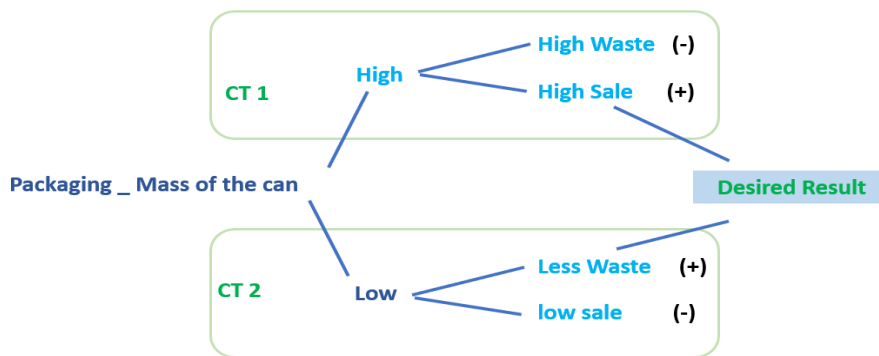 High Waste (-)
High
CT 1
High Sale (+)
Packaging _ Mass of the can
Desired Result
Less Waste (+)
CT 2
Low
low sale (-)